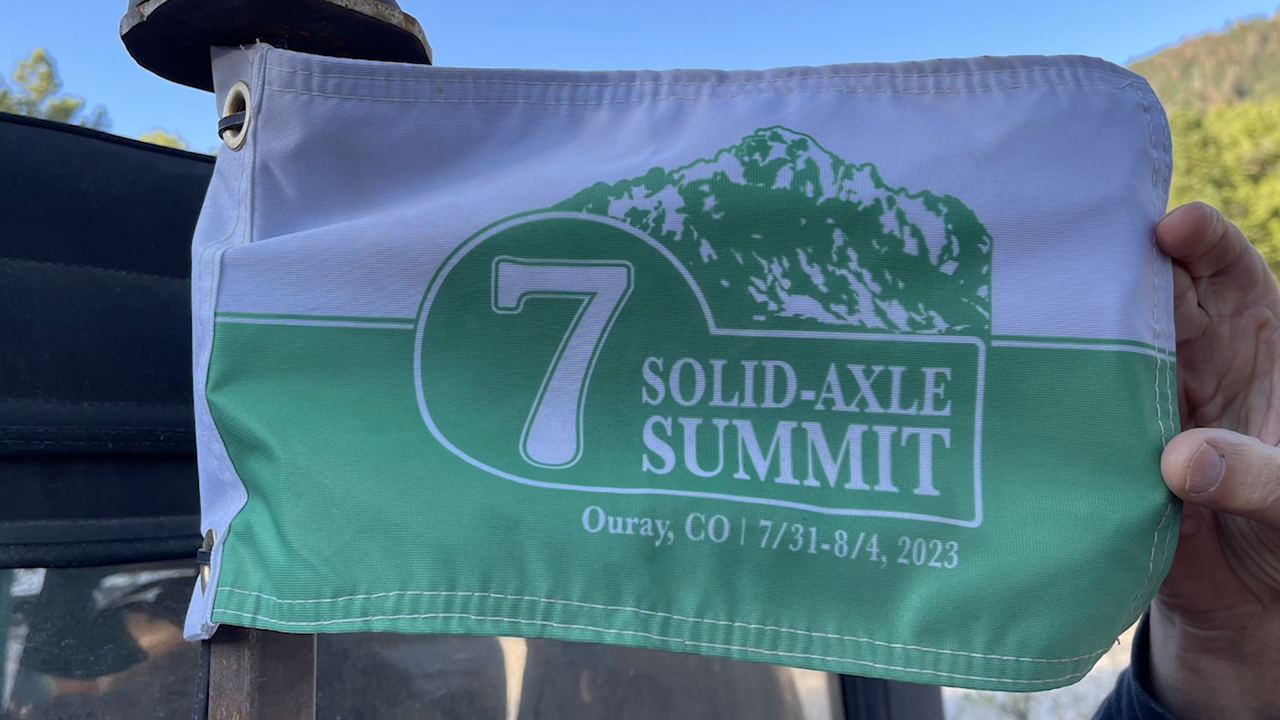 7
SOLID-AXLE
SUMMIT
Ouray, CO | 7/31-8/4, 2023